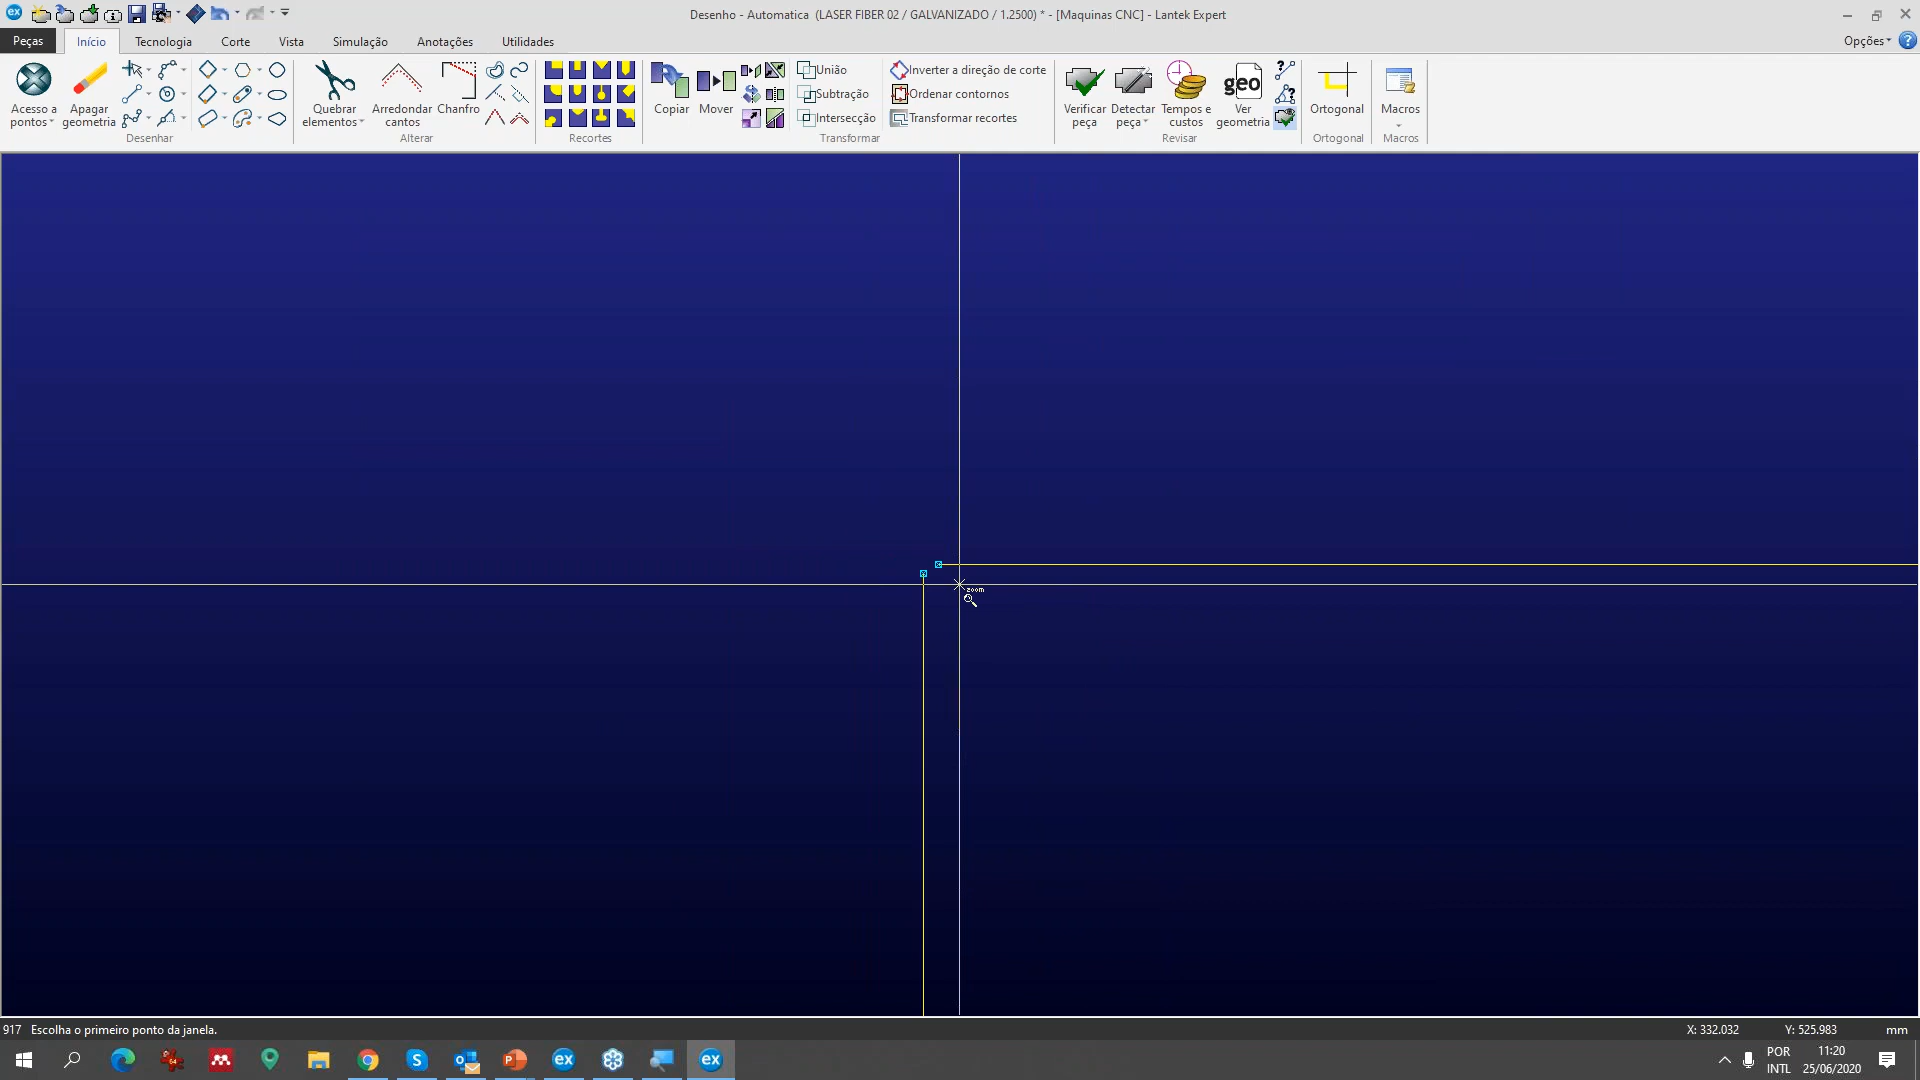 Desenho - Automatica (LASER FIBER 02 / GALVANIZADO / 1.2500) * - [Maquinas CNC] - Lantek Expert
Peças
Início
Tecnologia
Corte
Vista
Simulação
Anotações
Utilidades
Opções
Acesso a pontos
Apagar geometria
Desenhar
Quebrar elementos
Arredondar cantos
Chanfro
Alterar
Recortes
Copiar
Mover
União
Subtração
Intersecção
Inverter a direção de corte
Ordenar contornos
Transformar recortes
Transformar
Verificar peça
Detectar peça
Tempos e custos
geo
Ver geometria
Revisar
Ortogonal
Ortogonal
Macros
Macros
zoom
917 Escolha o primeiro ponto da janela.
X: 332.032
Y: 525.983
mm
POR
INTL
11:20
25/06/2020